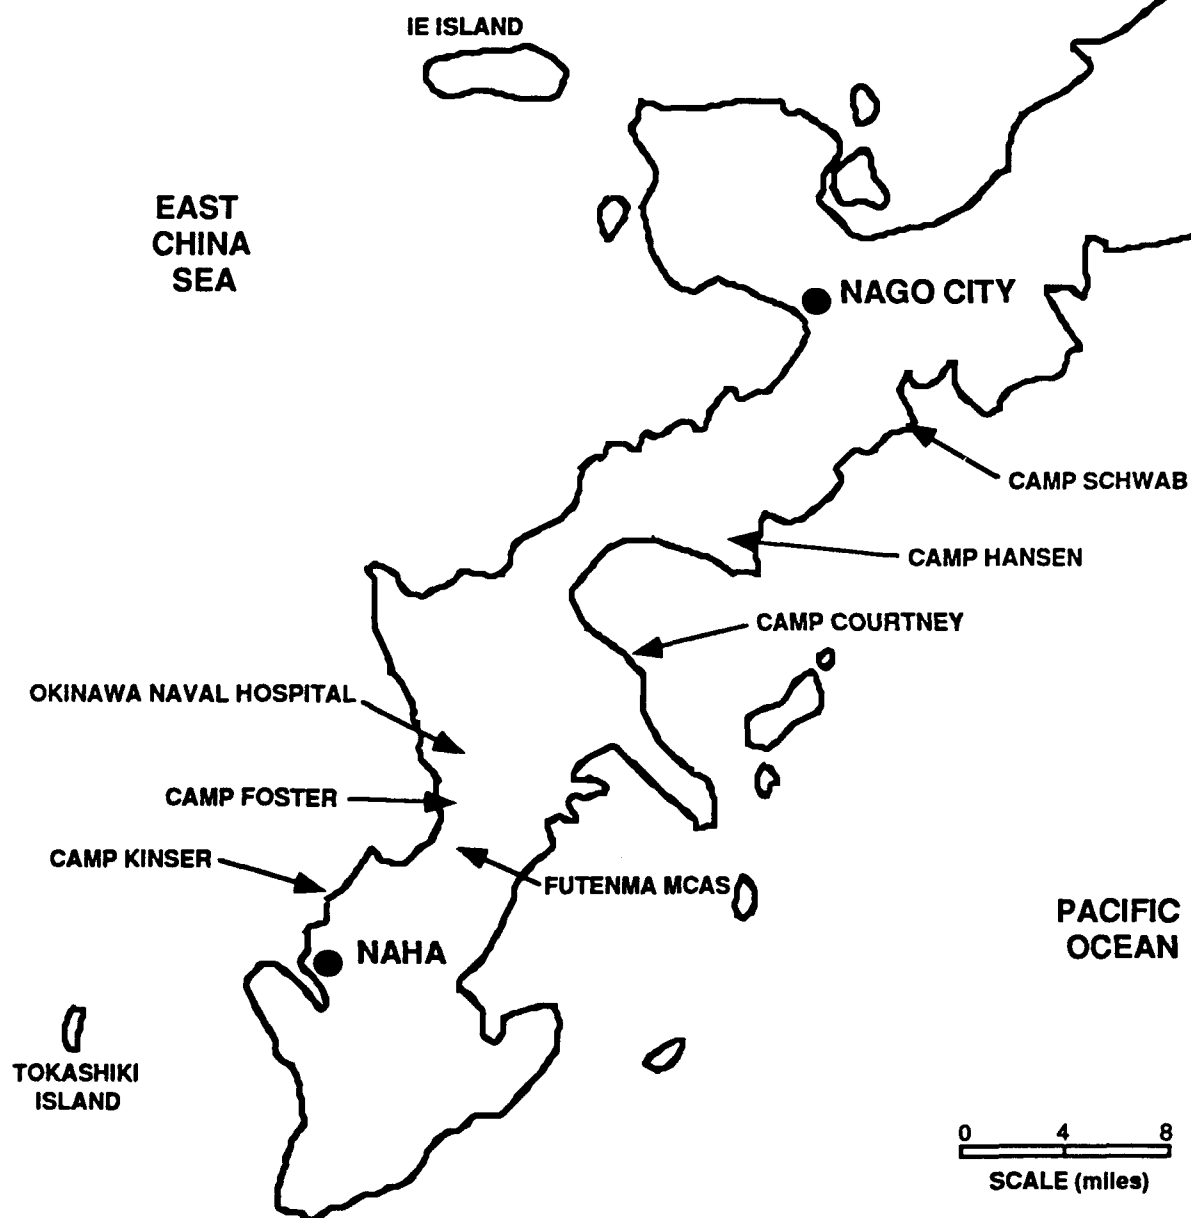 IE ISLAND
EAST
CHINA
SEA
NAGO CITY
CAMP SCHWAB
CAMP HANSEN
CAMP COURTNEY
OKINAWA NAVAL HOSPITAL
CAMP FOSTER
CAMP KINSER
FUTENMA MCAS
PACIFIC
OCEAN
NAHA
TOKASHIKI
ISLAND
0 4 8
SCALE (miles)